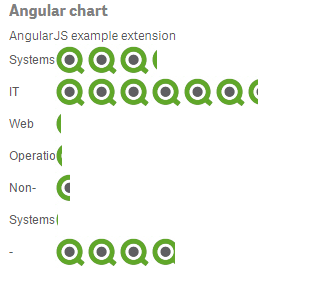 Angular chart
AngularJS example extension
Systems
IT
Web
Operatio
Non-
Systems
-